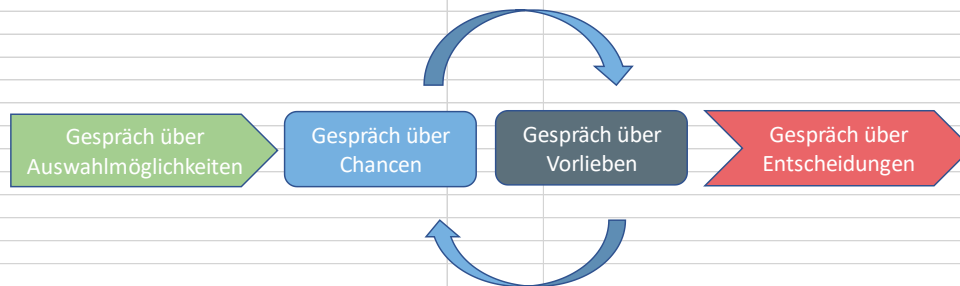 Gespräch über
Auswahlmöglichkeiten
Gespräch über
Chancen
Gespräch über
Vorlieben
Gespräch über
Entscheidungen